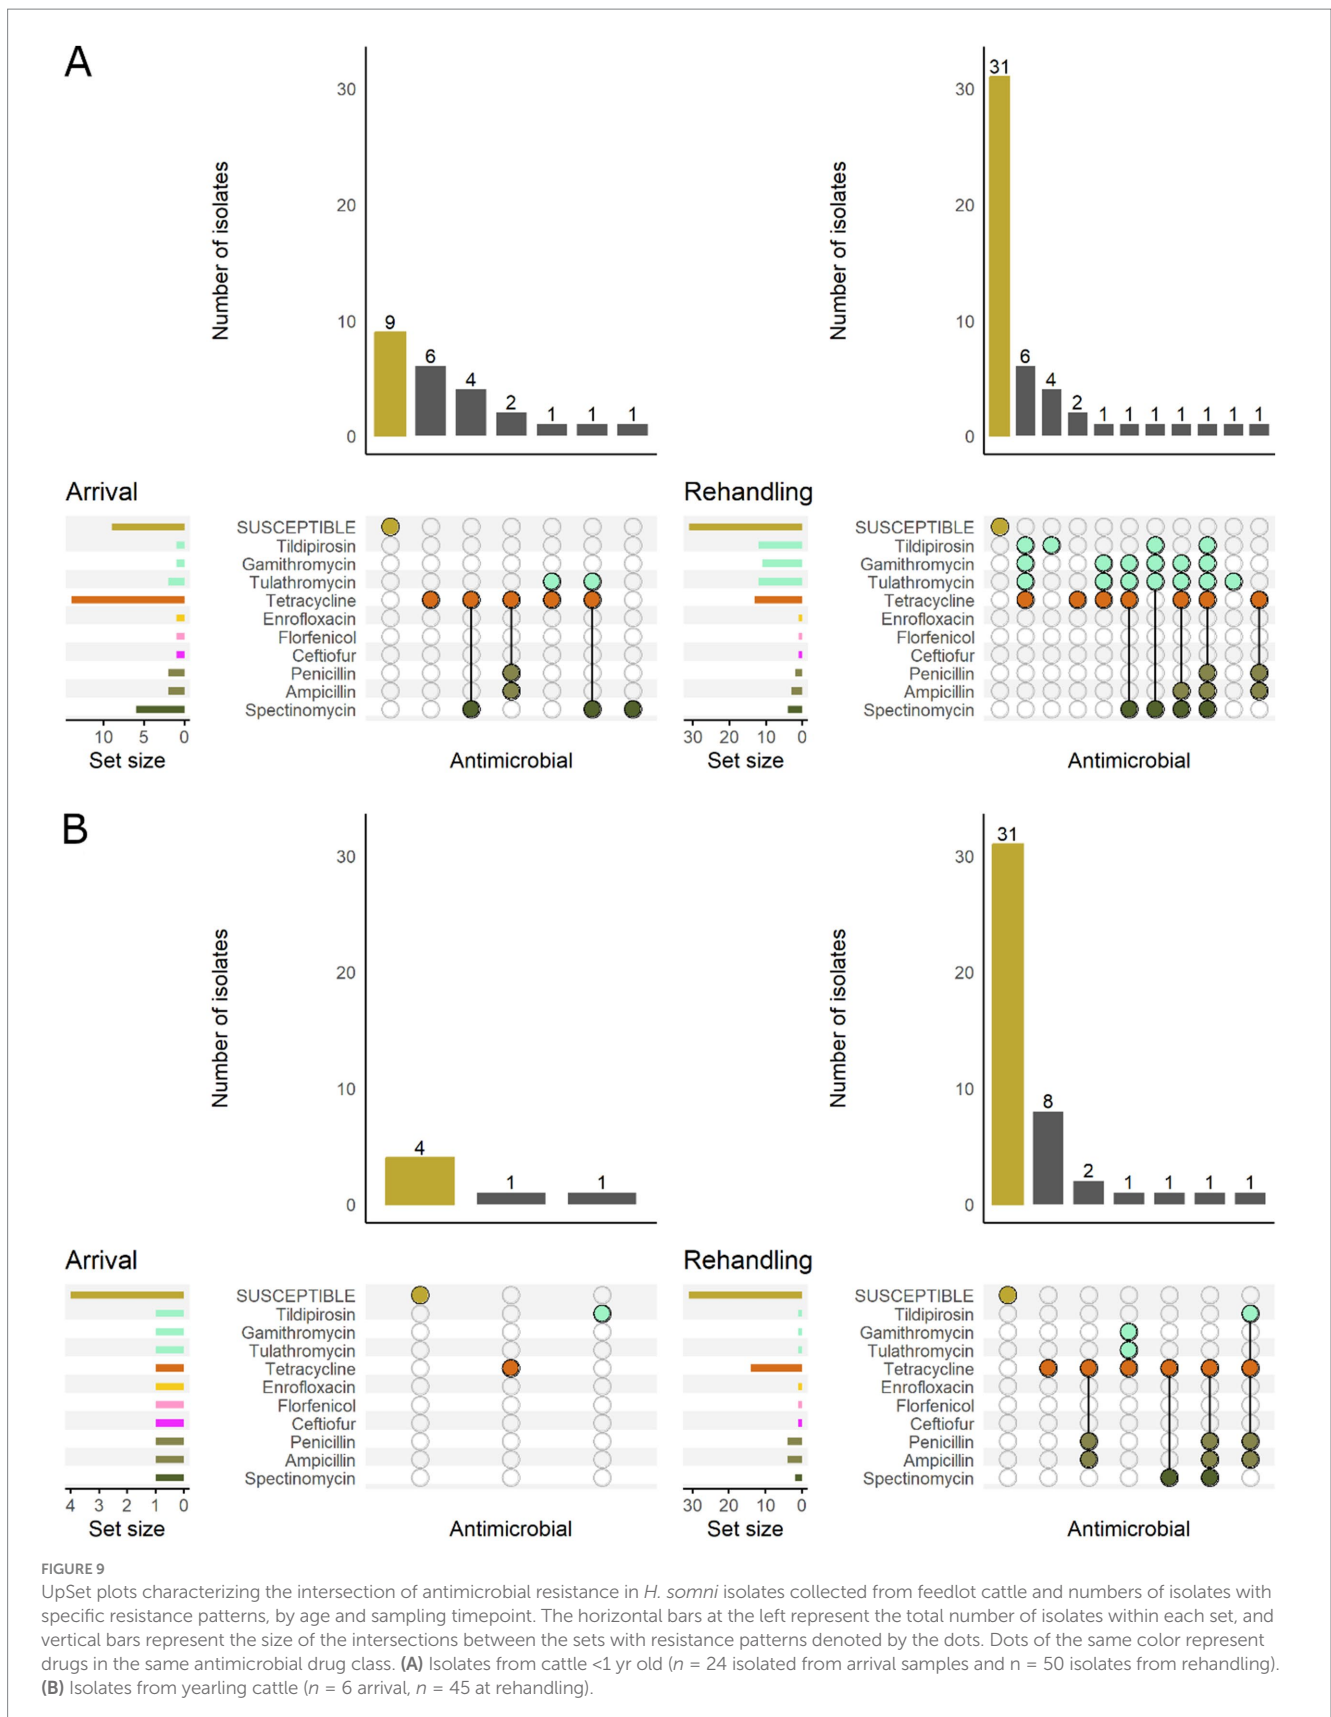 A
Number of isolates
30
20
10
0
9
6
4
2
1
1
1
Number of isolates
30
20
10
0
31
6
4
2
1
1
1
1
1
1
1
Arrival
SUSCEPTIBLE
Tildipirosin
Gamithromycin
Tulathromycin
Tetracycline
Enrofloxacin
Florfenicol
Ceftiofur
Penicillin
Ampicillin
Spectinomycin
10 5 0
Set size
Antimicrobial
Rehandling
SUSCEPTIBLE
Tildipirosin
Gamithromycin
Tulathromycin
Tetracycline
Enrofloxacin
Florfenicol
Ceftiofur
Penicillin
Ampicillin
Spectinomycin
30 20 10 0
Set size
Antimicrobial
B
Number of isolates
30
20
10
0
4
1
1
Number of isolates
30
20
10
0
31
8
2
1
1
1
1
Arrival
SUSCEPTIBLE
Tildipirosin
Gamithromycin
Tulathromycin
Tetracycline
Enrofloxacin
Florfenicol
Ceftiofur
Penicillin
Ampicillin
Spectinomycin
4 3 2 1 0
Set size
Antimicrobial
Rehandling
SUSCEPTIBLE
Tildipirosin
Gamithromycin
Tulathromycin
Tetracycline
Enrofloxacin
Florfenicol
Ceftiofur
Penicillin
Ampicillin
Spectinomycin
30 20 10 0
Set size
Antimicrobial
FIGURE 9
UpSet plots characterizing the intersection of antimicrobial resistance in H. somni isolates collected from feedlot cattle and numbers of isolates with
specific resistance patterns, by age and sampling timepoint. The horizontal bars at the left represent the total number of isolates within each set, and
vertical bars represent the size of the intersections between the sets with resistance patterns denoted by the dots. Dots of the same color represent
drugs in the same antimicrobial drug class. (A) Isolates from cattle <1 yr old (n = 24 isolated from arrival samples and n = 50 isolates from rehandling).
(B) Isolates from yearling cattle (n = 6 arrival, n = 45 at rehandling).